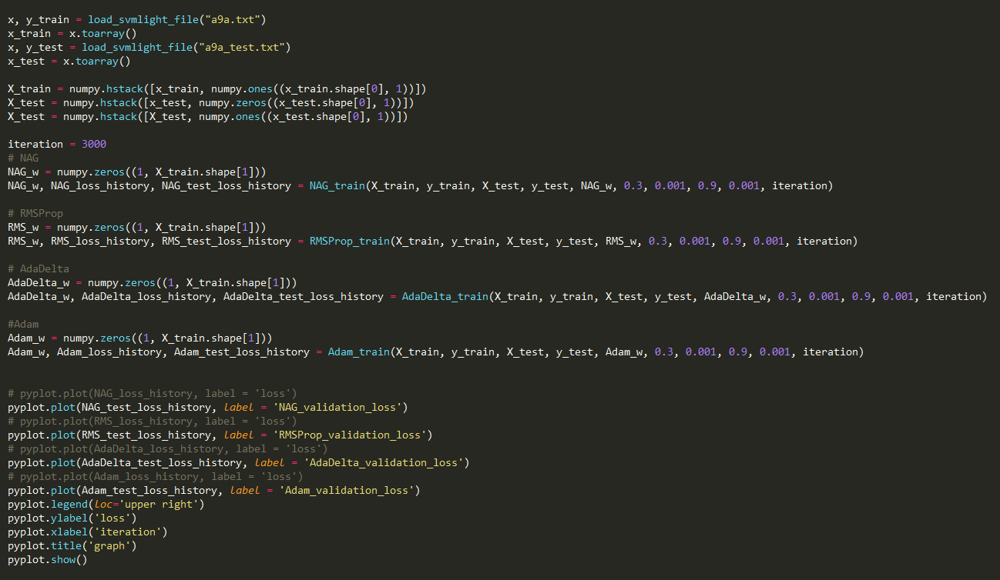 x, y_train = load_svmlight_file("a9a.txt")
x_train = x.toarray()
x, y_test = load_svmlight_file("a9a_test.txt")
x_test = x.toarray()
X_train = numpy.hstack([x_train, numpy.ones((x_train.shape[0], 1))])
X_test = numpy.hstack([x_test, numpy.zeros((x_test.shape[0], 1))])
X_test = numpy.hstack([X_test, numpy.ones((x_test.shape[0], 1))])
iteration = 3000
# NAG
NAG_w = numpy.zeros((1, X_train.shape[1]))
NAG_w, NAG_loss_history, NAG_test_loss_history = NAG_train(X_train, y_train, X_test, y_test, NAG_w, 0.3, 0.001, 0.9, 0.001, iteration)
# RMSProp
RMS_w = numpy.zeros((1, X_train.shape[1]))
RMS_w, RMS_loss_history, RMS_test_loss_history = RMSProp_train(X_train, y_train, X_test, y_test, RMS_w, 0.3, 0.001, 0.9, 0.001, iteration)
# AdaDelta
AdaDelta_w = numpy.zeros((1, X_train.shape[1]))
AdaDelta_w, AdaDelta_loss_history, AdaDelta_test_loss_history = AdaDelta_train(X_train, y_train, X_test, y_test, AdaDelta_w, 0.3, 0.001, 0.9, 0.001, iteration)
#Adam
Adam_w = numpy.zeros((1, X_train.shape[1]))
Adam_w, Adam_loss_history, Adam_test_loss_history = Adam_train(X_train, y_train, X_test, y_test, Adam_w, 0.3, 0.001, 0.9, 0.001, iteration)
# pyplot.plot(NAG_loss_history, label = 'loss')
pyplot.plot(NAG_test_loss_history, label = 'NAG_validation_loss')
# pyplot.plot(RMS_loss_history, label = 'loss')
pyplot.plot(RMS_test_loss_history, label = 'RMSProp_validation_loss')
# pyplot.plot(AdaDelta_loss_history, label = 'loss')
pyplot.plot(AdaDelta_test_loss_history, label = 'AdaDelta_validation_loss')
# pyplot.plot(Adam_loss_history, label = 'loss')
pyplot.plot(Adam_test_loss_history, label = 'Adam_validation_loss')
pyplot.legend(loc='upper right')
pyplot.ylabel('loss')
pyplot.xlabel('iteration')
pyplot.title('graph')
pyplot.show()